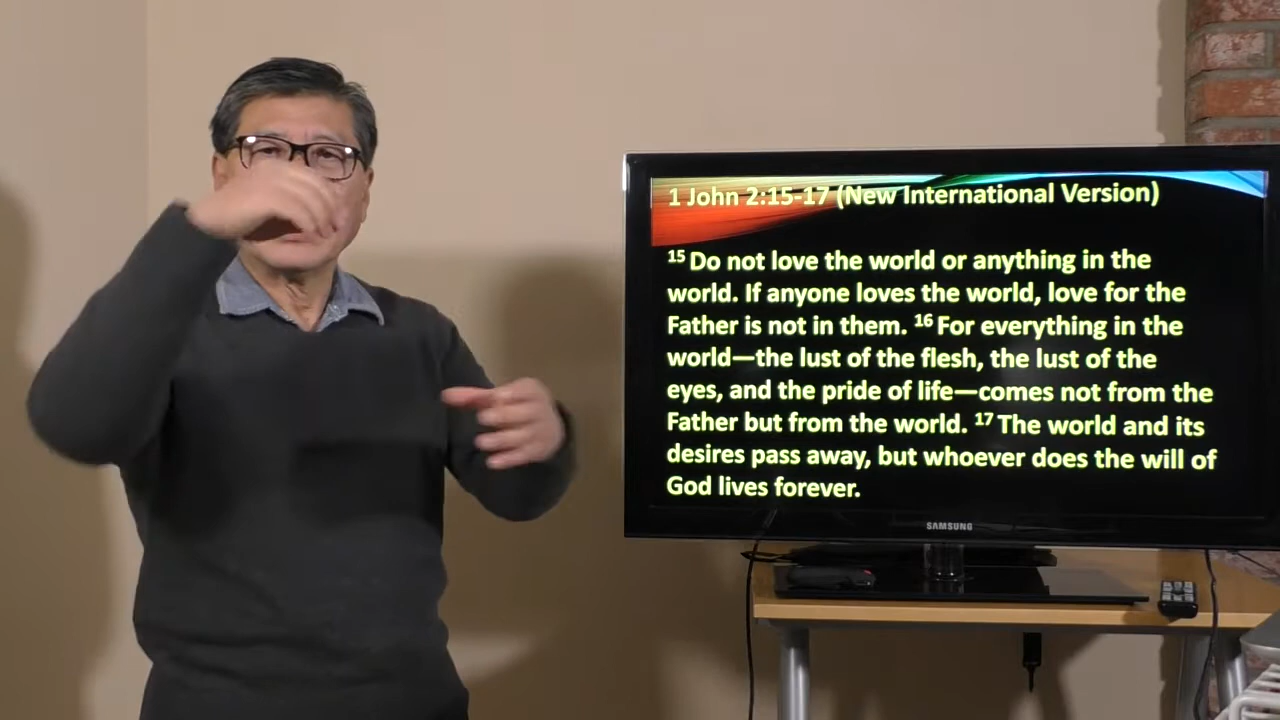 1 John 2:15-17 (New International Version)
15 Do not love the world or anything in the
world. If anyone loves the world, love for the
Father is not in them. 16 For everything in the
world—the lust of the flesh, the lust of the
eyes, and the pride of life—comes not from the
Father but from the world. 17 The world and its
desires pass away, but whoever does the will of
God lives forever.
SAMSUNG